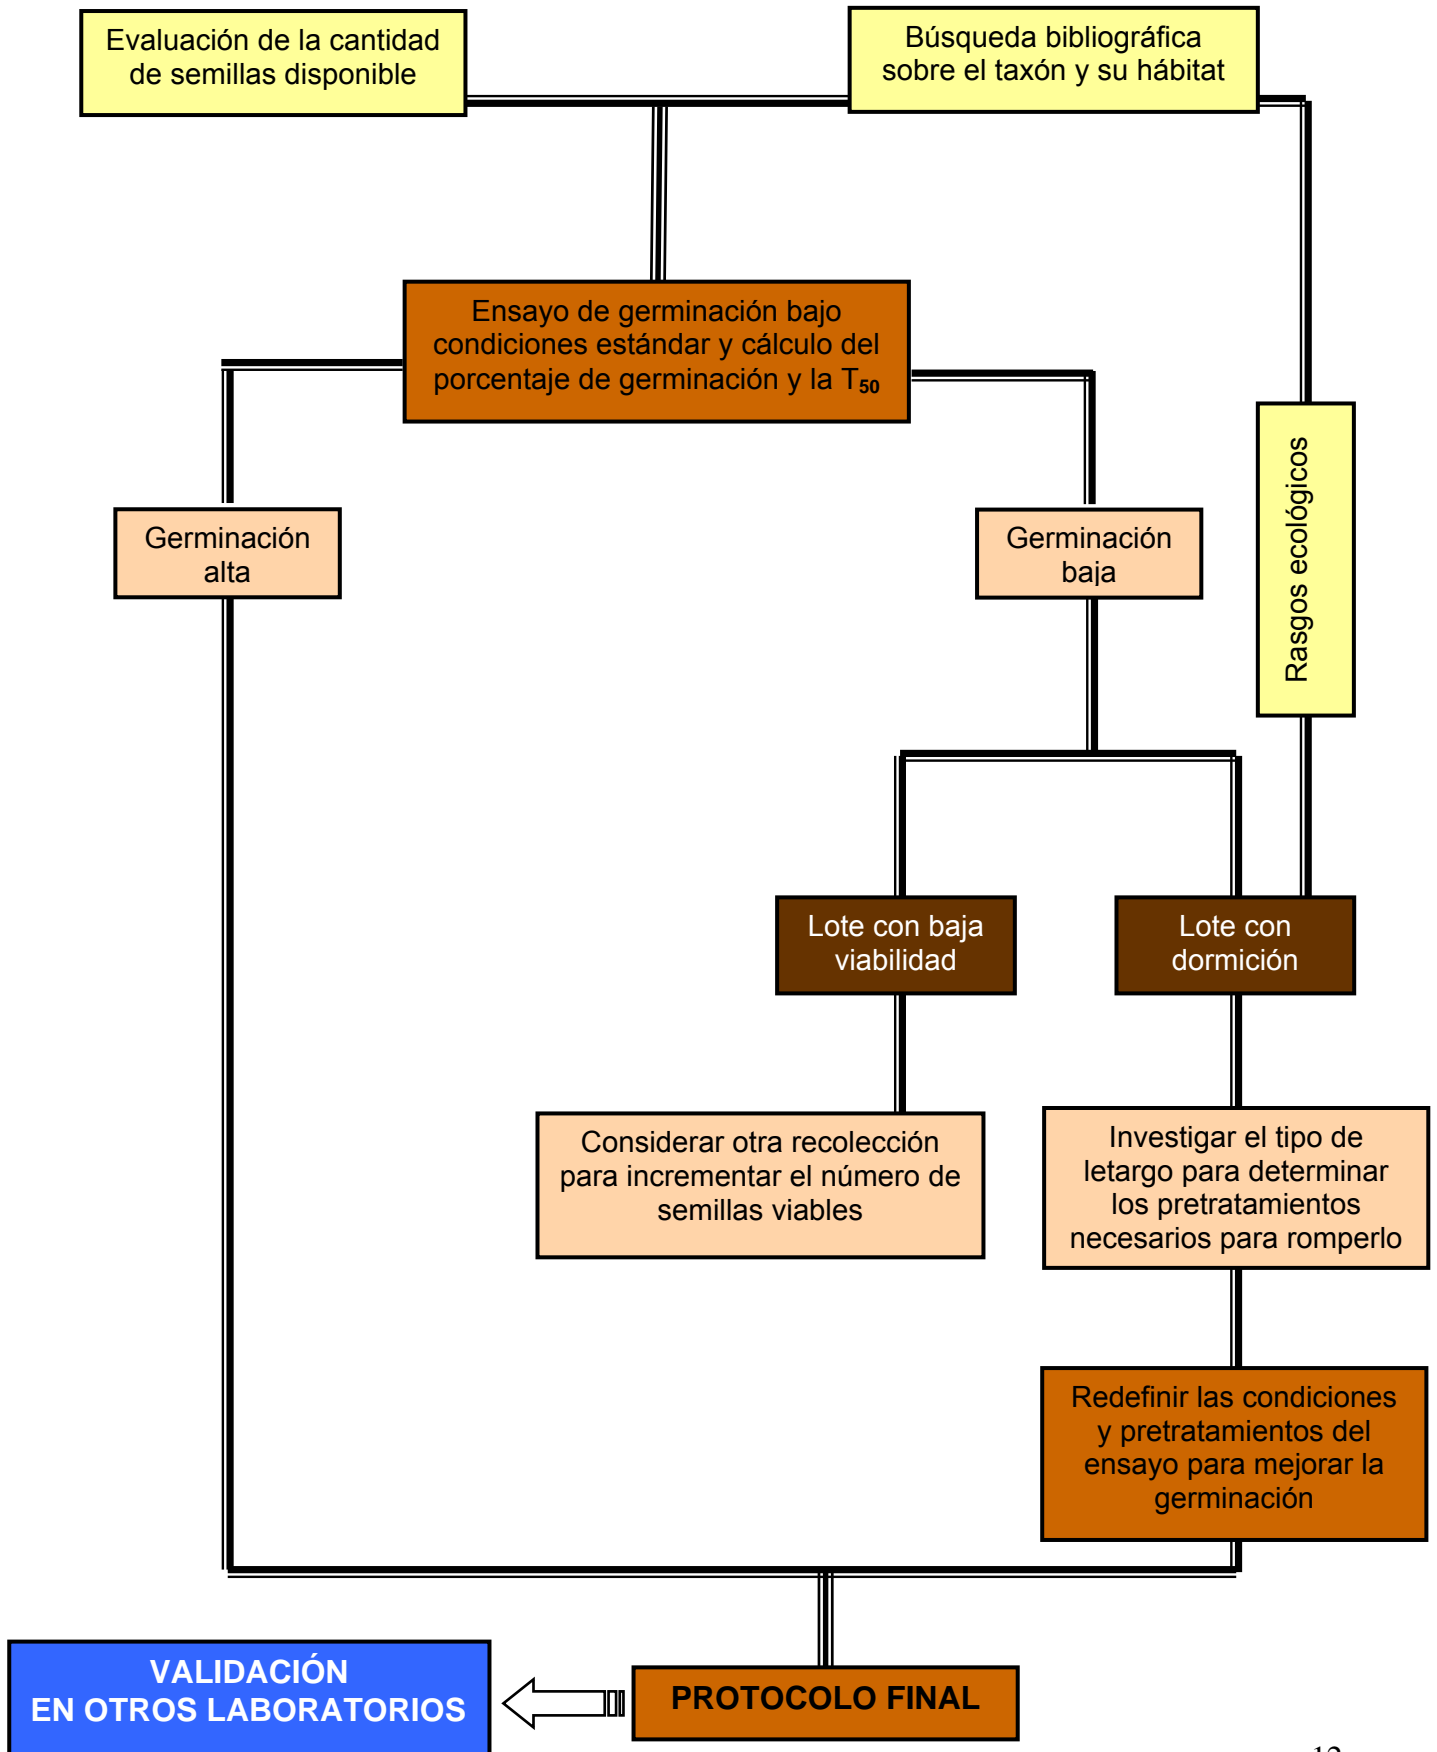 Evaluación de la cantidad
de semillas disponible
Búsqueda bibliográfica
sobre el taxón y su hábitat
Ensayo de germinación bajo
condiciones estándar y cálculo del
porcentaje de germinación y la T50
Rasgos ecológicos
Germinación
alta
Germinación
baja
Lote con baja
viabilidad
Lote con
dormición
Considerar otra recolección
para incrementar el número de
semillas viables
Investigar el tipo de
letargo para determinar
los pretratamientos
necesarios para romperlo
Redefinir las condiciones
y pretratamientos del
ensayo para mejorar la
germinación
VALIDACIÓN
EN OTROS LABORATORIOS
PROTOCOLO FINAL